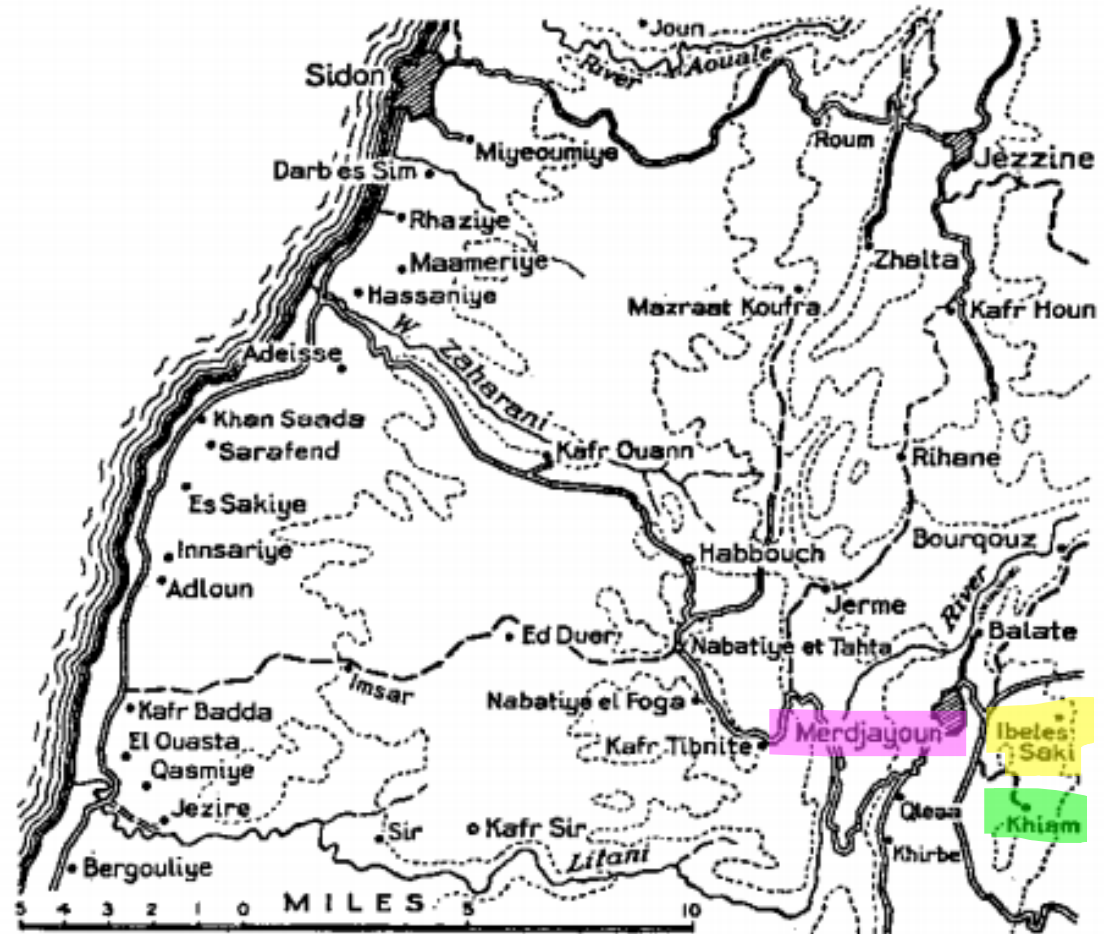 Joun
River Aouale
Sidon
Roum
Miyeoumiye
Jezzine
Darb es Sim
Rhaziye
Zhalta
Maameriye
Hassaniye
Mazraat Koufra
Kafr Houn
W. Zaharani
Adeisse
Khan Saada
Sarafend
Kafr Ouann
Rihane
Es Sakiye
Innsariye
Habbouch
Bourqouz
Adloun
Jerme
River
Ed Duer
Nabatiye et Tahta
Balate
Imsar
Nabatiye el Foga
Kafr Badda
Merdjayoun
Ibeles
Saki
El Ouasta
Kafr Tibnite
Qasmiye
Jezire
Qleaa
Khiam
Sir
Kafr Sir
Khirbe
Litani
Bergouliye
MILES
5 4 3 2 1 0 5 10